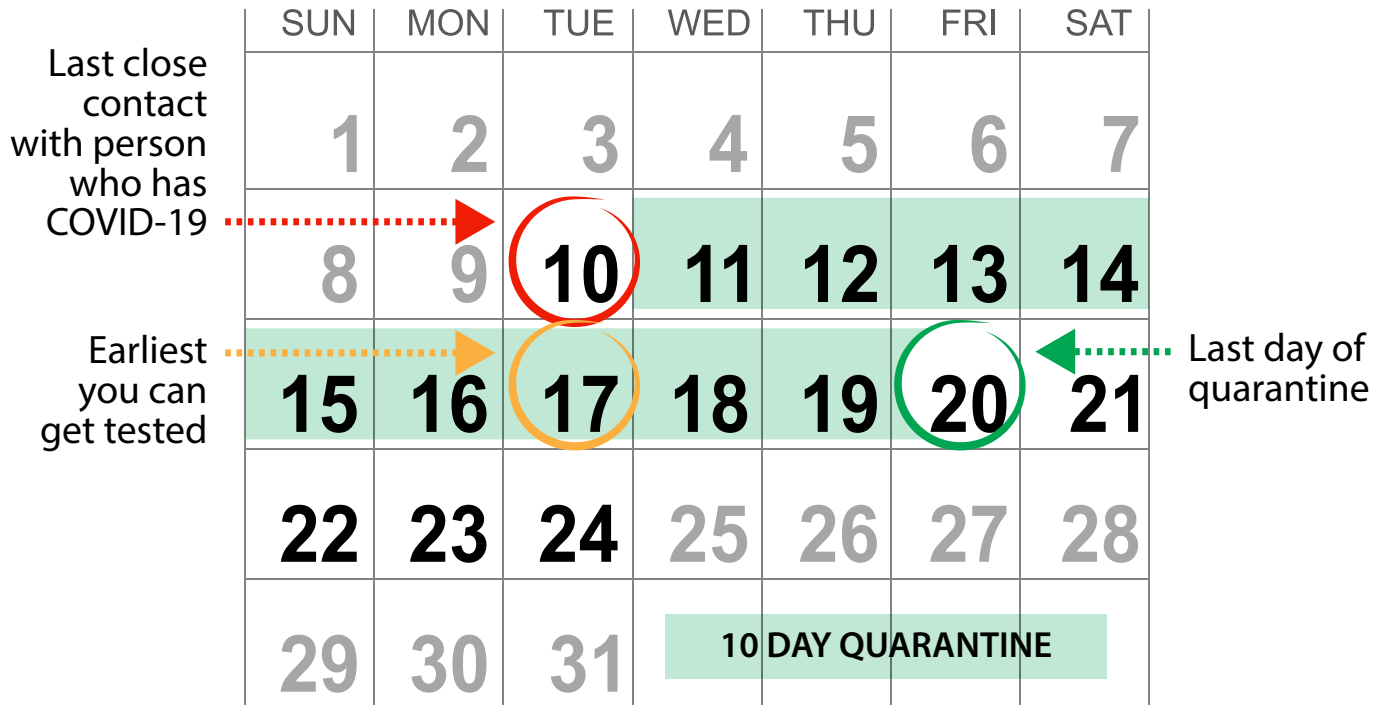 SUN MON TUE WED THU FRI SAT
Last close
contact
with person
who has
COVID-19
1 2 3 4 5 6 7
8 9 10 11 12 13 14
Earliest
you can
get tested
15 16 17 18 19 20 21
Last day of
quarantine
22 23 24 25 26 27 28
29 30 31
10 DAY QUARANTINE